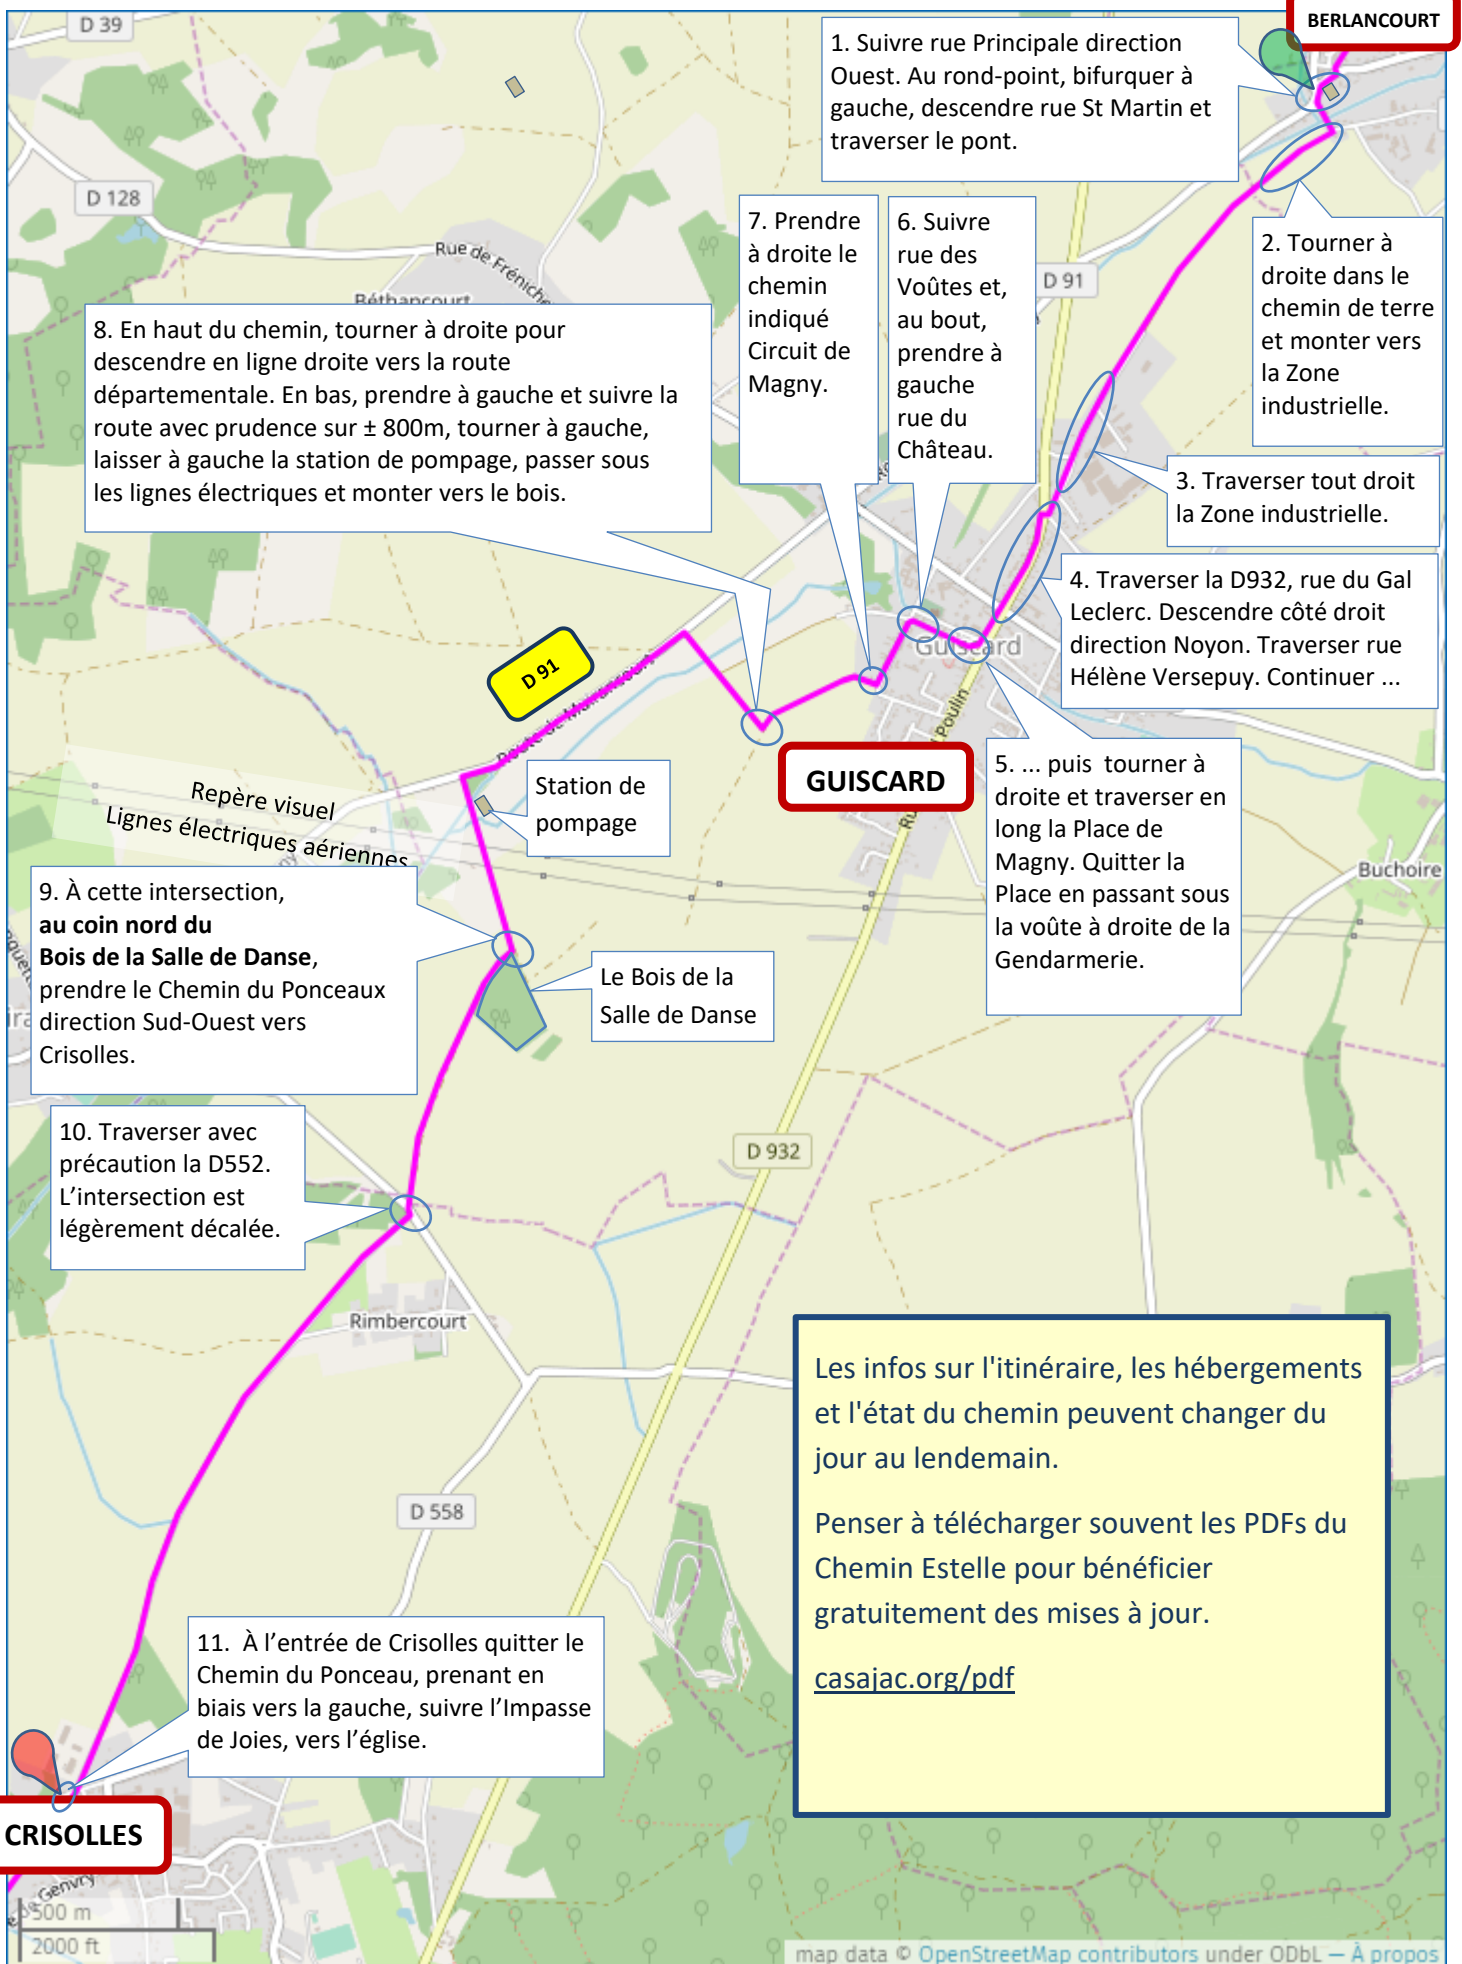 BERLANCOURT
D 39
1. Suivre rue Principale direction
Ouest. Au rond-point, bifurquer à
gauche, descendre rue St Martin et
traverser le pont.
D 128
Rue de Fréniche
Béthancourt
7. Prendre
à droite le
chemin
indiqué
Circuit de
Magny.
6. Suivre
rue des
Voûtes et,
au bout,
prendre à
gauche
rue du
Château.
D 91
2. Tourner à
droite dans le
chemin de terre
et monter vers
la Zone
industrielle.
8. En haut du chemin, tourner à droite pour
descendre en ligne droite vers la route
départementale. En bas, prendre à gauche et suivre la
route avec prudence sur ± 800m, tourner à gauche,
laisser à gauche la station de pompage, passer sous
les lignes électriques et monter vers le bois.
3. Traverser tout droit
la Zone industrielle.
4. Traverser la D932, rue du Gal
Leclerc. Descendre côté droit
direction Noyon. Traverser rue
Hélène Versepuy. Continuer ...
Guiscard
D 91
Poulin
GUISCARD
5. ... puis tourner à
droite et traverser en
long la Place de
Magny. Quitter la
Place en passant sous
la voûte à droite de la
Gendarmerie.
Station de
pompage
Repère visuel
Lignes électriques aériennes
Buchoire
9. À cette intersection,
au coin nord du
Bois de la Salle de Danse,
prendre le Chemin du Ponceaux
direction Sud-Ouest vers
Crisolles.
Le Bois de la
Salle de Danse
10. Traverser avec
précaution la D552.
L’intersection est
légèrement décalée.
D 932
Rimbercourt
Les infos sur l'itinéraire, les hébergements
et l'état du chemin peuvent changer du
jour au lendemain.
Penser à télécharger souvent les PDFs du
Chemin Estelle pour bénéficier
gratuitement des mises à jour.
casajac.org/pdf
D 558
11. À l’entrée de Crisolles quitter le
Chemin du Ponceau, prenant en
biais vers la gauche, suivre l’Impasse
de Joies, vers l’église.
CRISOLLES
de Genvry
500 m
2000 ft
map data © OpenStreetMap contributors under ODbL — À propos